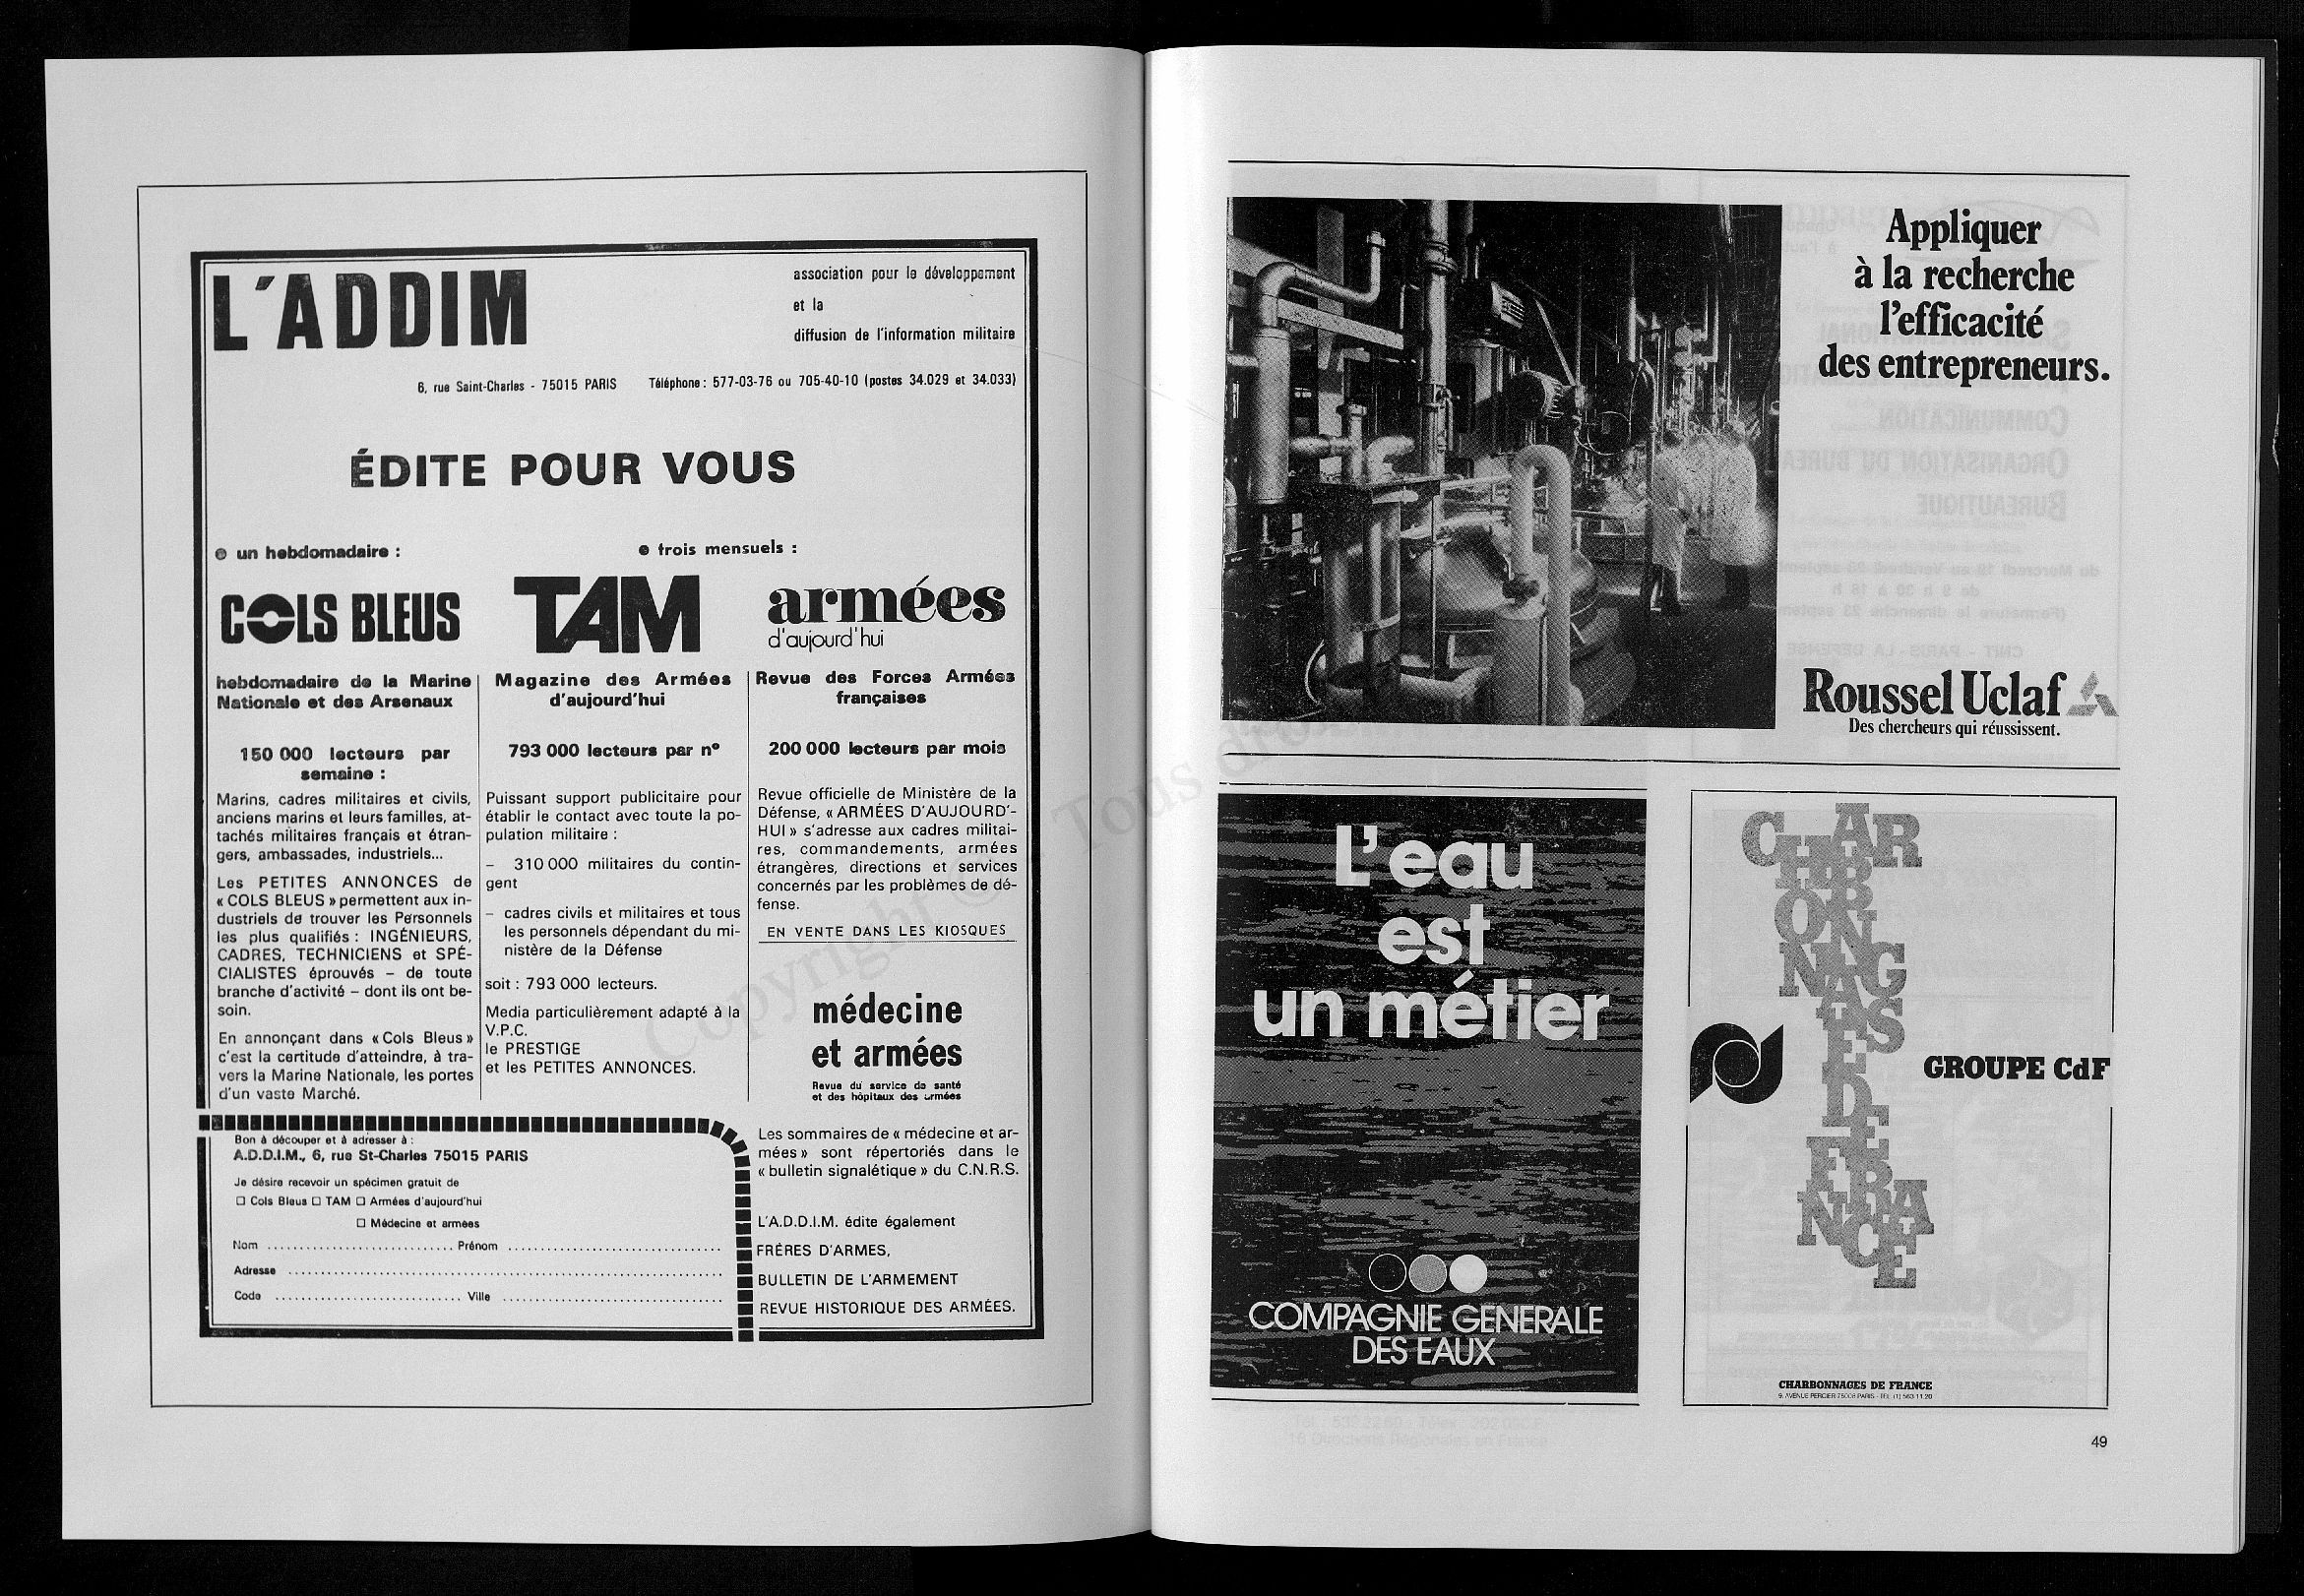 L'ADDIM
association pour le développement
et la
diffusion de l'information militaire
6, rue Saint-Charles - 75015 PARIS
Téléphone : 577-03-76 ou 705-40-10 (postes 34.029 et 34.033)
ÉDITE POUR VOUS
un hebdomadaire :
COLS BLEUS
hebdomadaire de la Marine
Nationale et des Arsenaux
150 000 lecteurs par
semaine :
Marins, cadres militaires et civils,
anciens marins et leurs familles, at-
tachés militaires français et étran-
gers, ambassades, industriels...
Les PETITES ANNONCES de
« COLS BLEUS » permettent aux in-
dustriels de trouver les Personnels
les plus qualifiés : INGÉNIEURS,
CADRES, TECHNICIENS et SPÉ-
CIALISTES éprouvés – de toute
branche d'activité – dont ils ont be-
soin.
En annonçant dans « Cols Bleus »
c'est la certitude d'atteindre, à tra-
vers la Marine Nationale, les portes
d'un vaste Marché.
trois mensuels :
TAM
Magazine des Armées
d'aujourd'hui
793 000 lecteurs par n°
Puissant support publicitaire pour
établir le contact avec toute la po-
pulation militaire :
– 310 000 militaires du contin-
gent
– cadres civils et militaires et tous
les personnels dépendant du mi-
nistère de la Défense
soit : 793 000 lecteurs.
Media particulièrement adapté à la
V.P.C.
le PRESTIGE
et les PETITES ANNONCES.
armées
d'aujourd'hui
Revue des Forces Armées
françaises
200 000 lecteurs par mois
Revue officielle de Ministère de la
Défense, « ARMÉES D'AUJOURD'-
HUI » s'adresse aux cadres militai-
res, commandements, armées
étrangères, directions et services
concernés par les problèmes de dé-
fense.
EN VENTE DANS LES KIOSQUES
médecine
et armées
Revue du service de santé
et des hôpitaux des armées
Les sommaires de « médecine et ar-
mées » sont répertoriés dans le
« bulletin signalétique » du C.N.R.S.
L'A.D.D.I.M. édite également
FRÈRES D'ARMES,
BULLETIN DE L'ARMEMENT
REVUE HISTORIQUE DES ARMÉES.
Bon à découper et à adresser à :
A.D.D.I.M., 6, rue St-Charles 75015 PARIS
Je désire recevoir un spécimen gratuit de
☐ Cols Bleus ☐ TAM ☐ Armées d'aujourd'hui
☐ Médecine et armées
Nom ............................ Prénom ................................
Adresse ..................................................................
Code ............................ Ville .................................
Copyright © Tous
Appliquer
à la recherche
l'efficacité
des entrepreneurs.
Roussel Uclaf
Des chercheurs qui réussissent.
L'eau
est
un métier
COMPAGNIE GENERALE
DES EAUX
CHARBONNAGES DE FRANCE
GROUPE CdF
CHARBONNAGES DE FRANCE
9, AVENUE PERCIER 75008 PARIS - TEL (1) 563 11 20
49